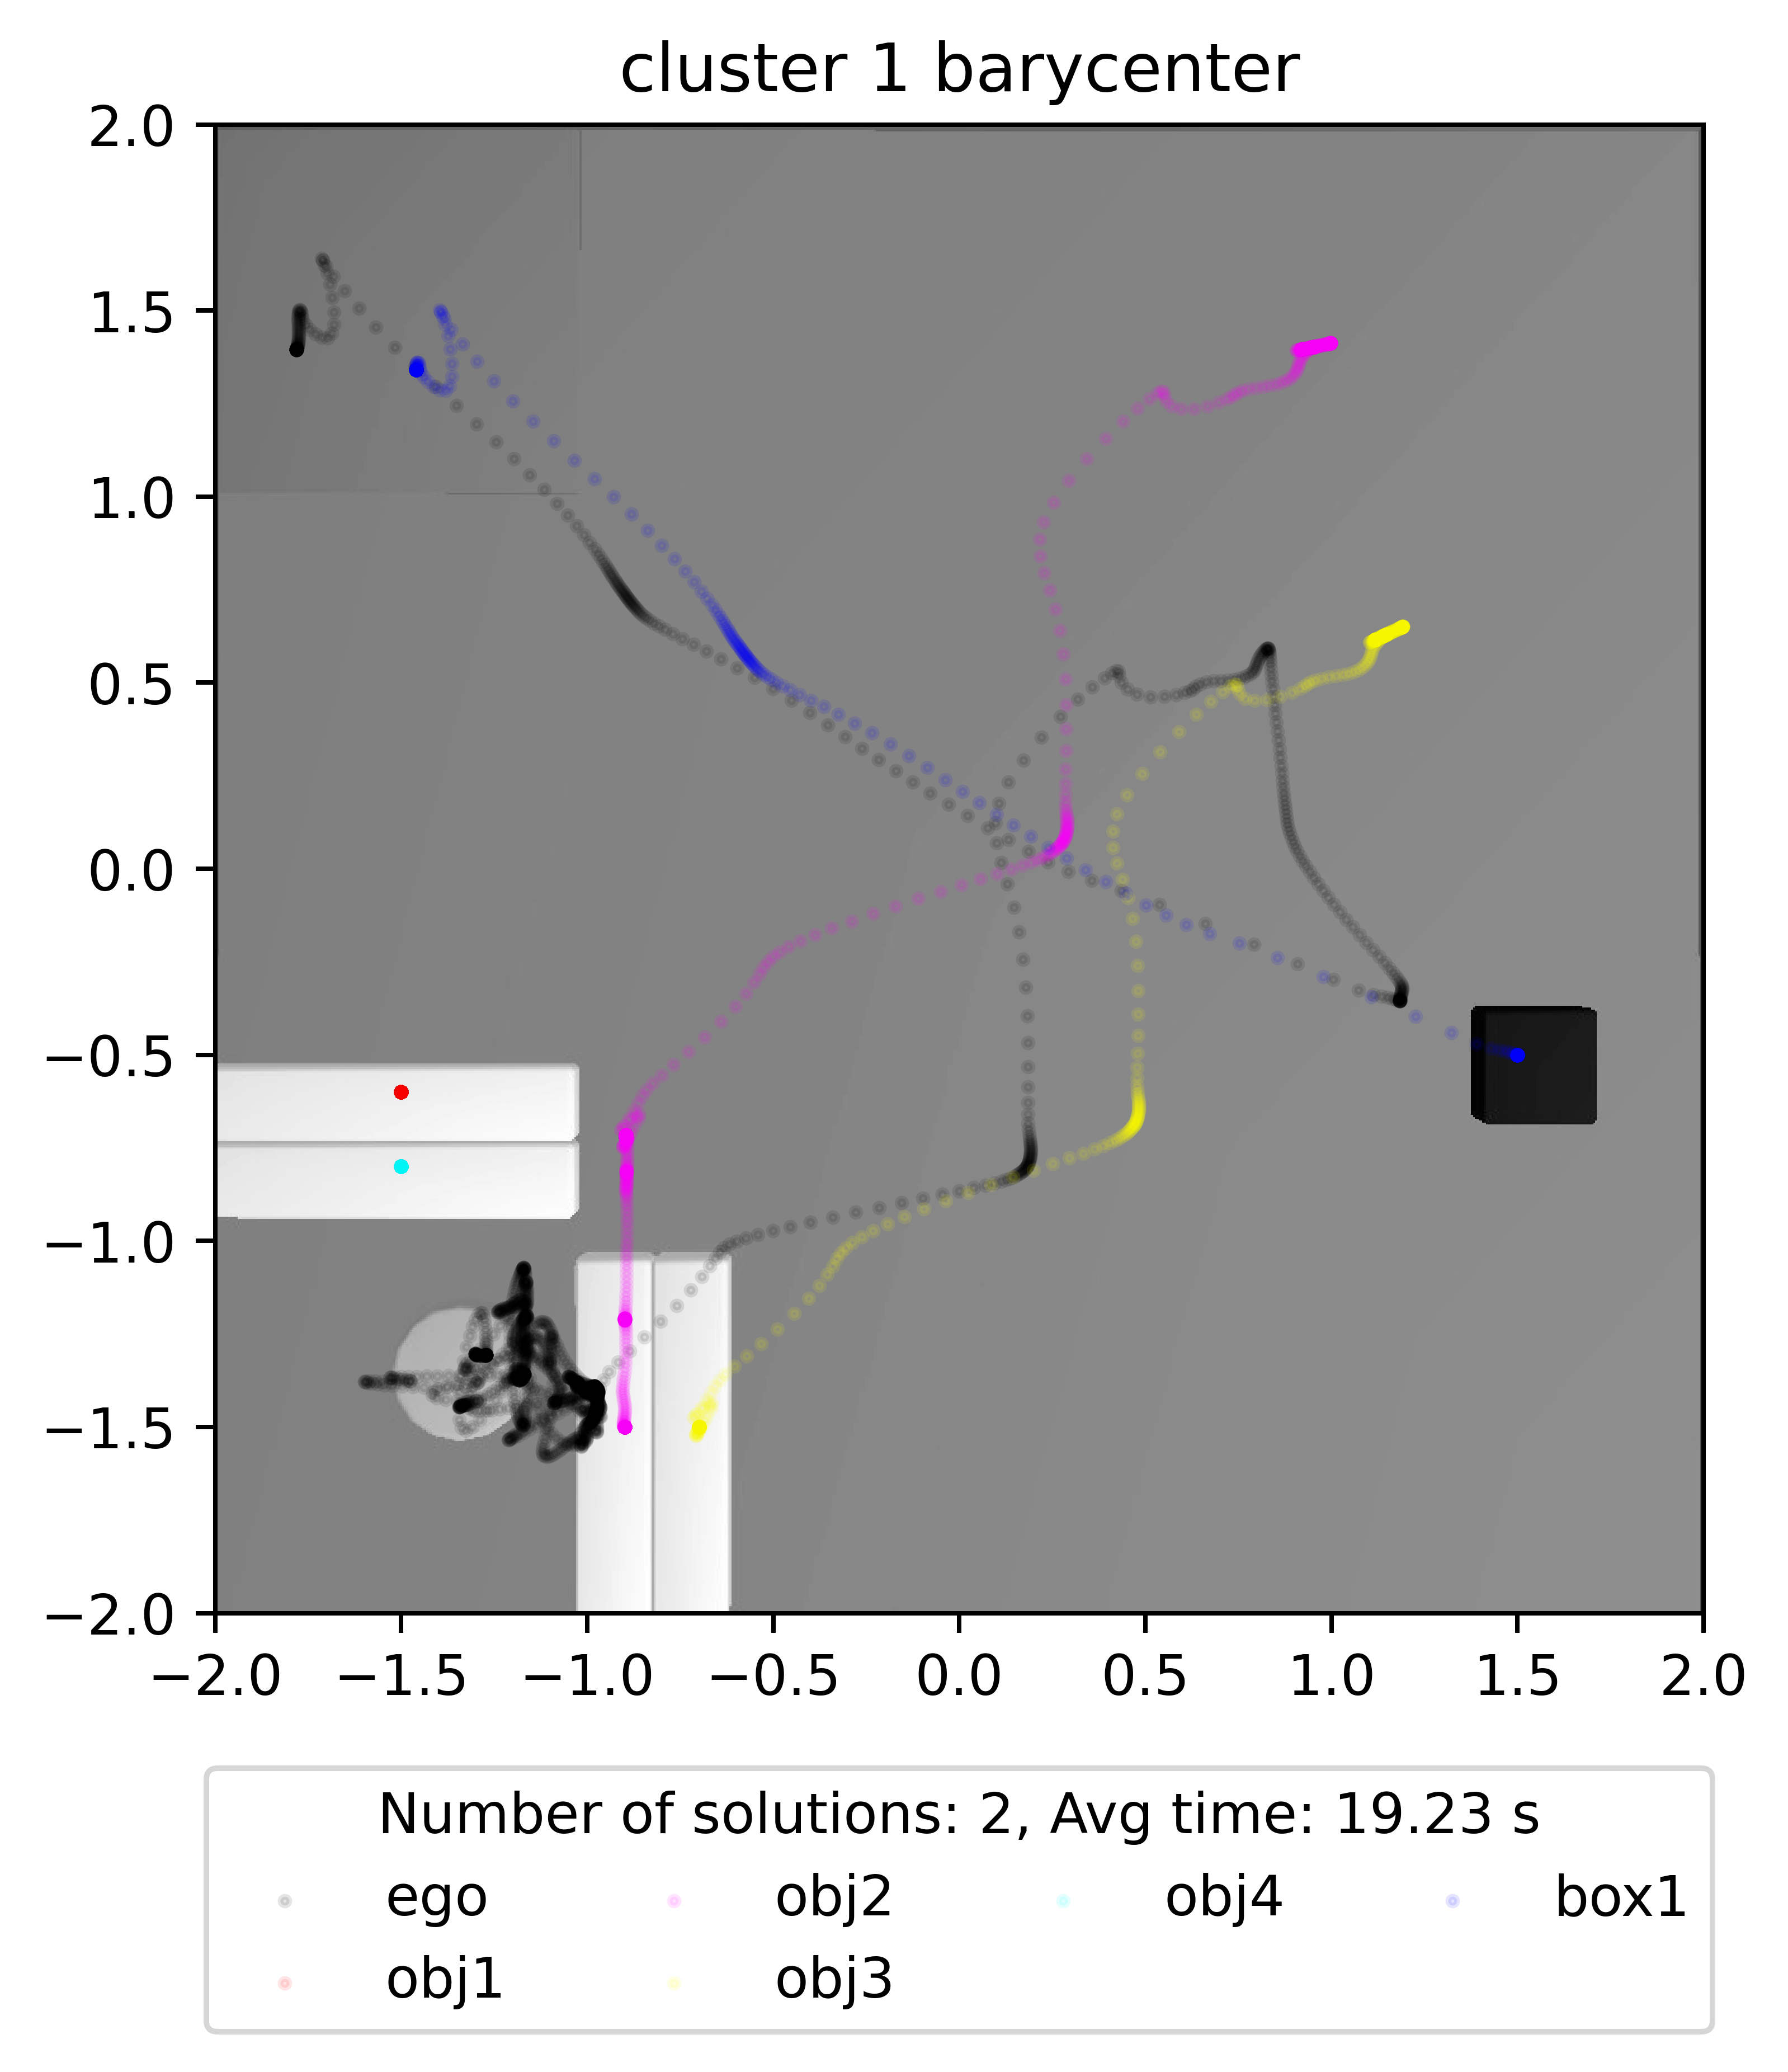 cluster 1 barycenter
2.0
1.5
1.0
0.5
0.0
−0.5
−1.0
−1.5
−2.0
−2.0 −1.5 −1.0 −0.5 0.0 0.5 1.0 1.5 2.0
Number of solutions: 2, Avg time: 19.23 s
ego obj2 obj4 box1
obj1 obj3